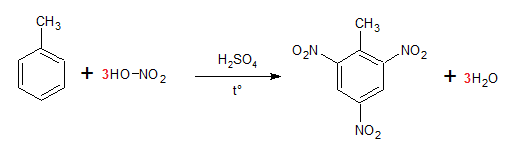 CH₃ + 3HO–NO₂ H₂SO₄ t° O₂N CH₃ NO₂ NO₂ + 3H₂O